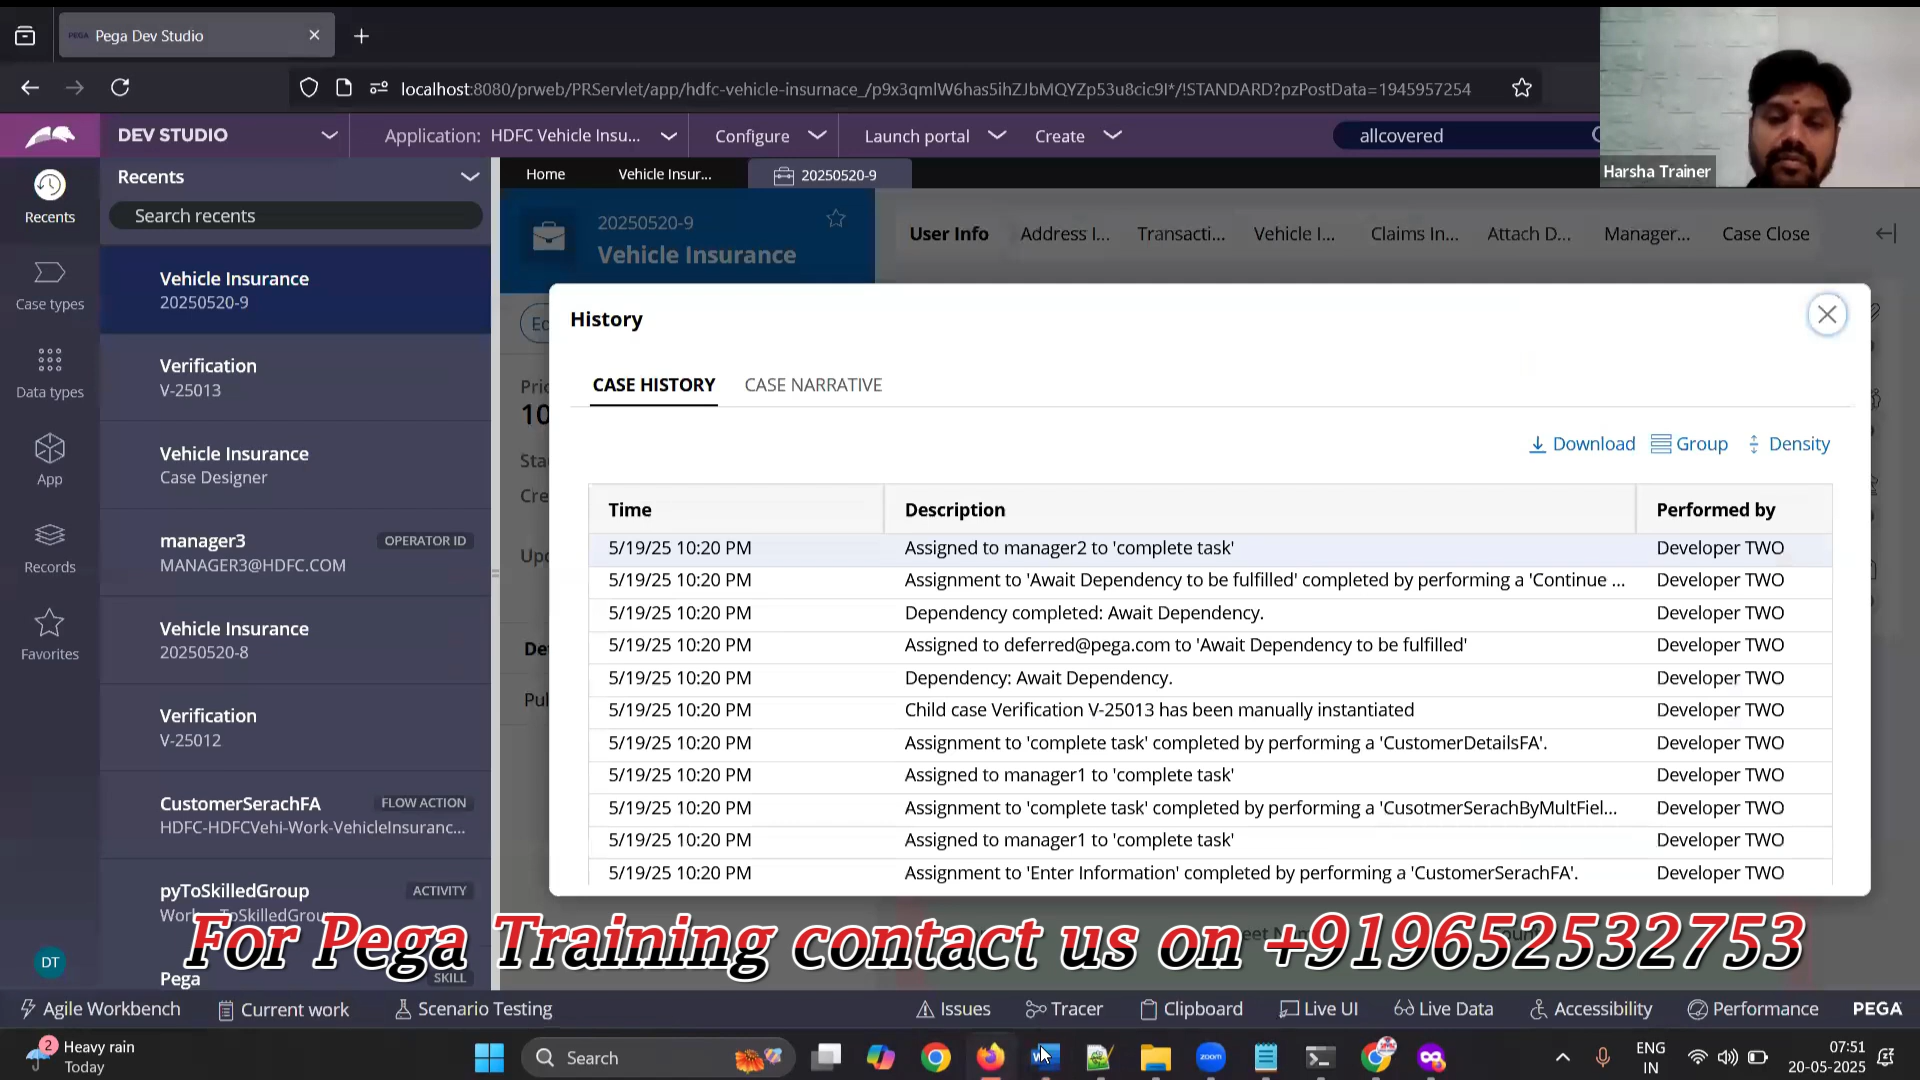 PEGA Pega Dev Studio
localhost:8080/prweb/PRServlet/app/hdfc-vehicle-insurnace_/p9x3qmlW6has5ihZJbMQYZp53u8cic9l*/!STANDARD?pzPostData=1945957254
DEV STUDIO
Application: HDFC Vehicle Insu...
Configure
Launch portal
Create
allcovered
Harsha Trainer
Recents
Case types
Data types
App
Records
Favorites
DT
Recents
Search recents
Vehicle Insurance
20250520-9
Verification
V-25013
Vehicle Insurance
Case Designer
manager3 OPERATOR ID
MANAGER3@HDFC.COM
Vehicle Insurance
20250520-8
Verification
V-25012
CustomerSerachFA FLOW ACTION
HDFC-HDFCVehi-Work-VehicleInsuranc...
pyToSkilledGroup ACTIVITY
Pega SKILL
Home Vehicle Insur... 20250520-9
20250520-9
Vehicle Insurance
User Info Address I... Transacti... Vehicle I... Claims In... Attach D... Manager... Case Close
History
CASE HISTORY CASE NARRATIVE
Download Group Density
Time Description Performed by
5/19/25 10:20 PM Assigned to manager2 to 'complete task' Developer TWO
5/19/25 10:20 PM Assignment to 'Await Dependency to be fulfilled' completed by performing a 'Continue ... Developer TWO
5/19/25 10:20 PM Dependency completed: Await Dependency. Developer TWO
5/19/25 10:20 PM Assigned to deferred@pega.com to 'Await Dependency to be fulfilled' Developer TWO
5/19/25 10:20 PM Dependency: Await Dependency. Developer TWO
5/19/25 10:20 PM Child case Verification V-25013 has been manually instantiated Developer TWO
5/19/25 10:20 PM Assignment to 'complete task' completed by performing a 'CustomerDetailsFA'. Developer TWO
5/19/25 10:20 PM Assigned to manager1 to 'complete task' Developer TWO
5/19/25 10:20 PM Assignment to 'complete task' completed by performing a 'CusotmerSerachByMultFiel... Developer TWO
5/19/25 10:20 PM Assigned to manager1 to 'complete task' Developer TWO
5/19/25 10:20 PM Assignment to 'Enter Information' completed by performing a 'CustomerSerachFA'. Developer TWO
For Pega Training contact us on +919652532753
Agile Workbench Current work Scenario Testing Issues Tracer Clipboard Live UI Live Data Accessibility Performance PEGA
2 Heavy rain
Today
Search
zoom
ENG
IN
07:51
20-05-2025